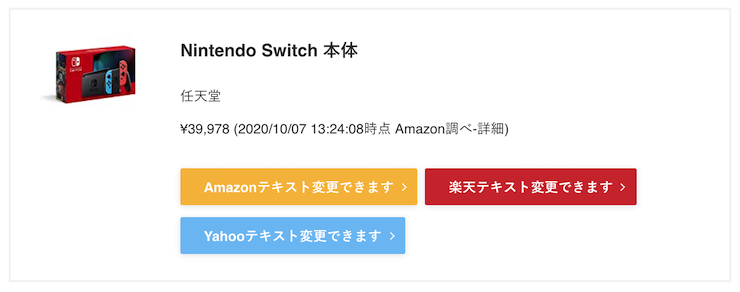 Nintendo Switch 本体
任天堂
¥39,978 (2020/10/07 13:24:08時点 Amazon調べ-詳細)
Amazonテキスト変更できます
楽天テキスト変更できます
Yahooテキスト変更できます